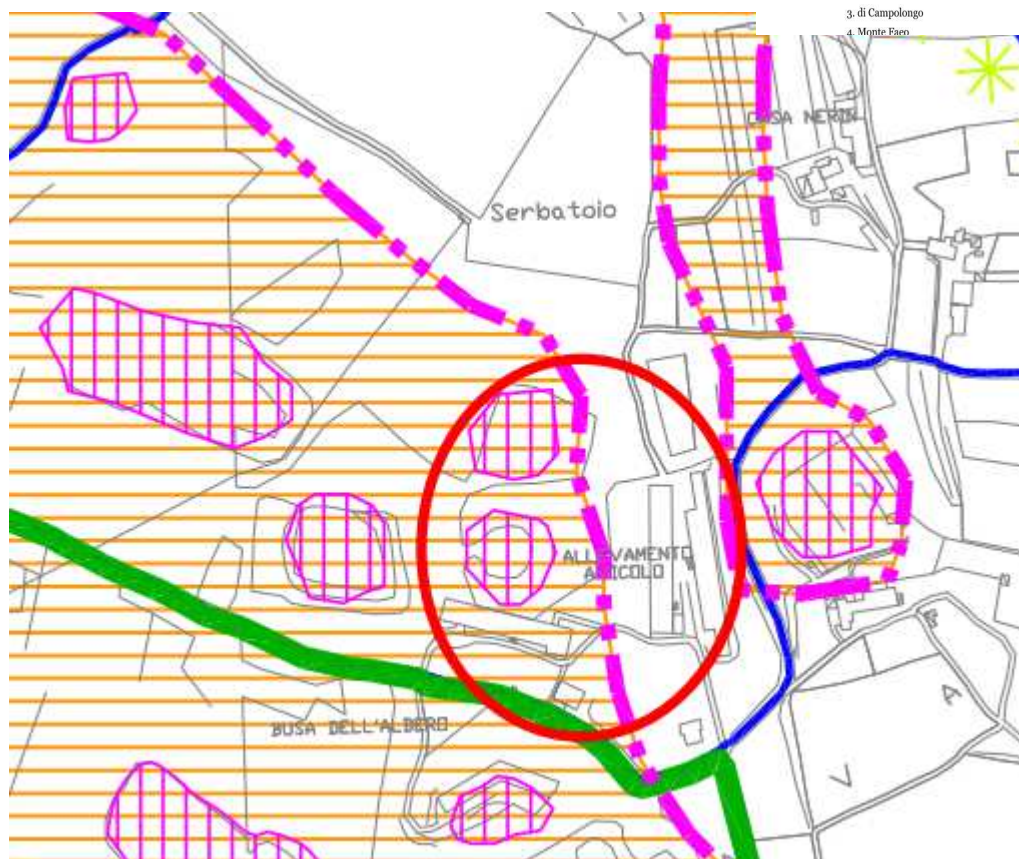 3. di Campolongo
4. Monte Faeo
CASA NERIN
Serbatoio
ALLEVAMENTO
AVICOLO
BUSA DELL'ALBERO
V
A